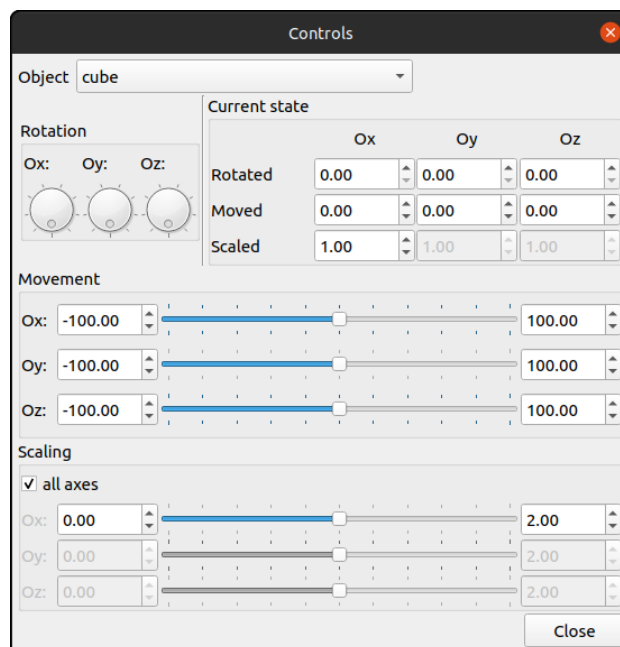 Controls
Object cube
Current state
Rotation
Ox Oy Oz
Ox: Oy: Oz:
Rotated 0.00 0.00 0.00
Moved 0.00 0.00 0.00
Scaled 1.00 1.00 1.00
Movement
Ox: -100.00 100.00
Oy: -100.00 100.00
Oz: -100.00 100.00
Scaling
all axes
Ox: 0.00 2.00
Oy: 0.00 2.00
Oz: 0.00 2.00
Close